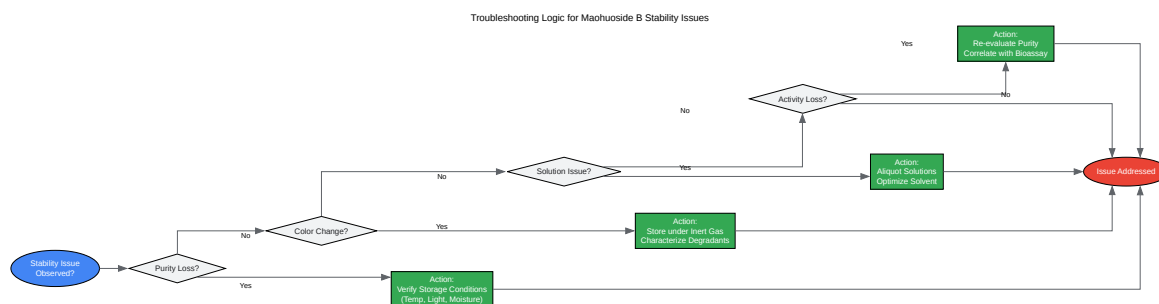 Troubleshooting Logic for Maohuoside B Stability Issues
Stability Issue
Observed?
Purity Loss?
No
Yes
Color Change?
No
Yes
Action:
Verify Storage Conditions
(Temp, Light, Moisture)
Solution Issue?
No
Yes
Action:
Store under Inert Gas
Characterize Degradants
Activity Loss?
Yes
No
Action:
Aliquot Solutions
Optimize Solvent
Action:
Re-evaluate Purity
Correlate with Bioassay
Issue Addressed